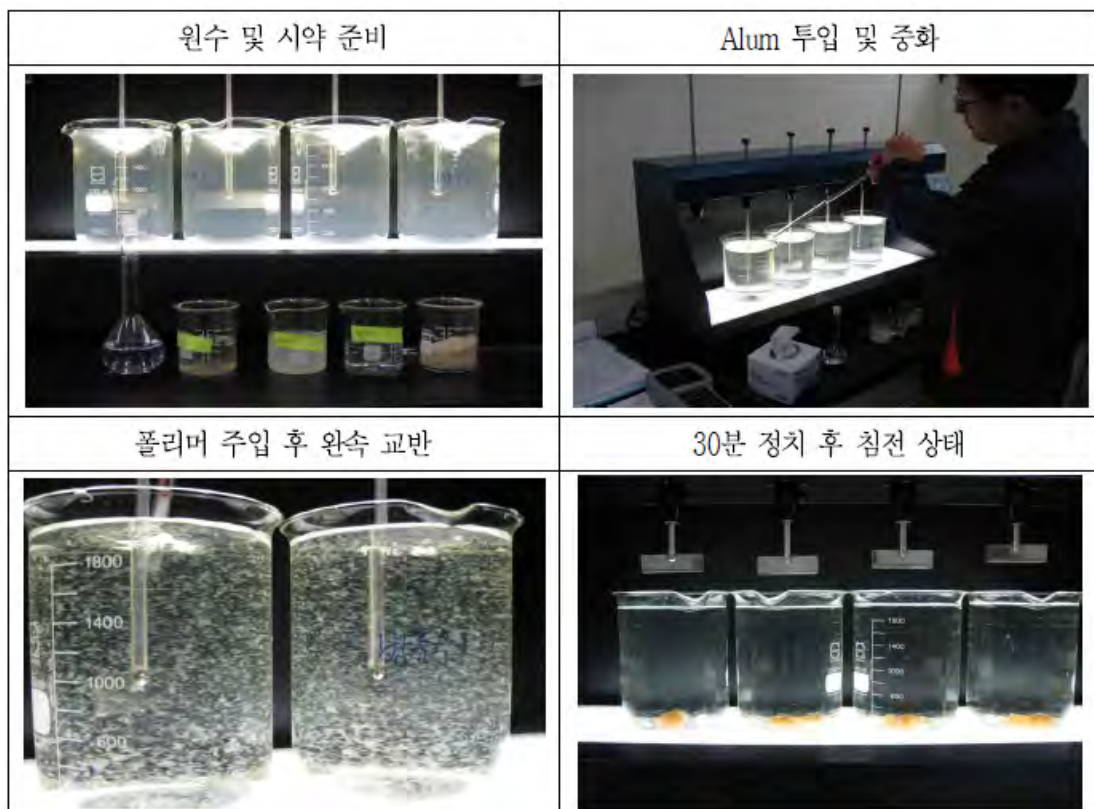 원수 및 시약 준비
Alum 투입 및 중화
폴리머 주입 후 완속 교반
30분 정치 후 침전 상태
1800
1400
1000
600